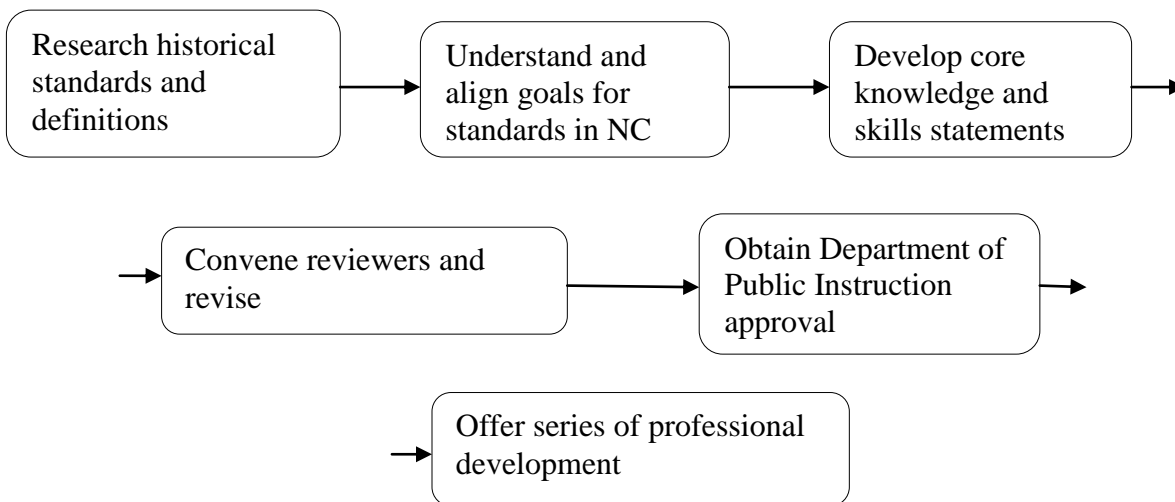 Research historical
standards and
definitions
Understand and
align goals for
standards in NC
Develop core
knowledge and
skills statements
Convene reviewers and
revise
Obtain Department of
Public Instruction
approval
Offer series of professional
development